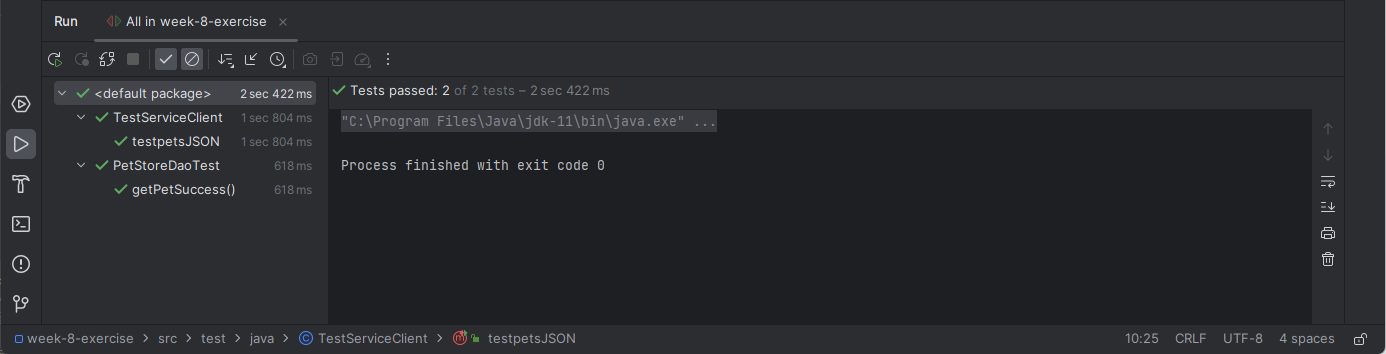 Run All in week-8-exercise
<default package> 2 sec 422 ms
TestServiceClient 1 sec 804 ms
testpetsJSON 1 sec 804 ms
PetStoreDaoTest 618 ms
getPetSuccess() 618 ms
Tests passed: 2 of 2 tests – 2 sec 422 ms
"C:\Program Files\Java\jdk-11\bin\java.exe" ...
Process finished with exit code 0
week-8-exercise > src > test > java > TestServiceClient > testpetsJSON 10:25 CRLF UTF-8 4 spaces